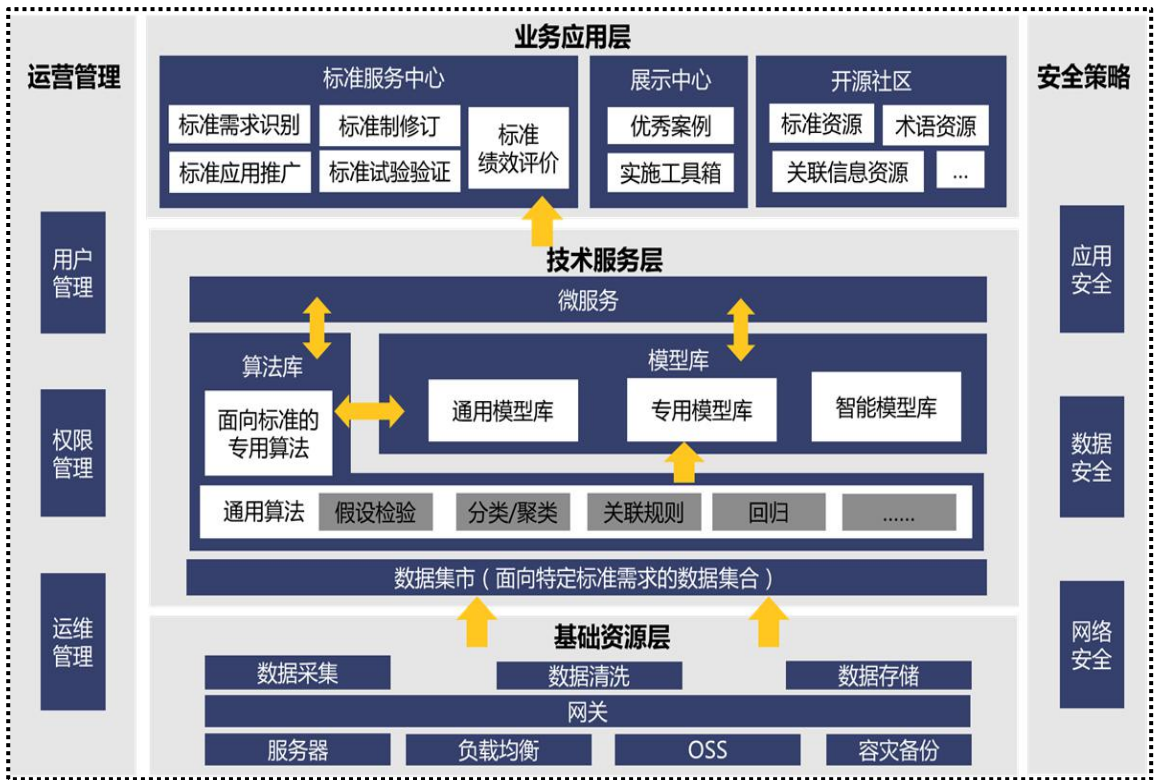 业务应用层
运营管理
安全策略
标准服务中心
展示中心
开源社区
标准需求识别
标准制修订
标准
绩效评价
优秀案例
标准资源
术语资源
标准应用推广
标准试验验证
实施工具箱
关联信息资源
...
用户
管理
权限
管理
运维
管理
技术服务层
微服务
算法库
模型库
面向标准的
专用算法
通用模型库
专用模型库
智能模型库
通用算法
假设检验
分类/聚类
关联规则
回归
......
数据集市（面向特定标准需求的数据集合）
基础资源层
数据采集
数据清洗
数据存储
网关
服务器
负载均衡
OSS
容灾备份
应用
安全
数据
安全
网络
安全